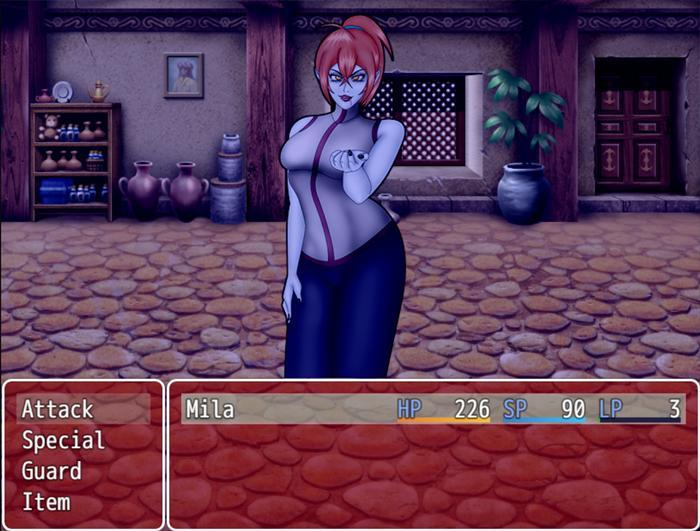 Attack
Special
Guard
Item
Mila HP 226 SP 90 LP 3